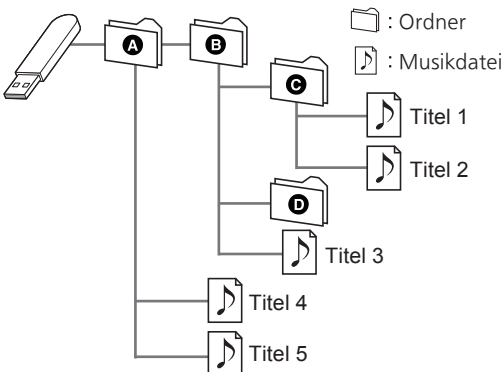 A
B
: Ordner
: Musikdatei
C
Titel 1
Titel 2
D
Titel 3
Titel 4
Titel 5